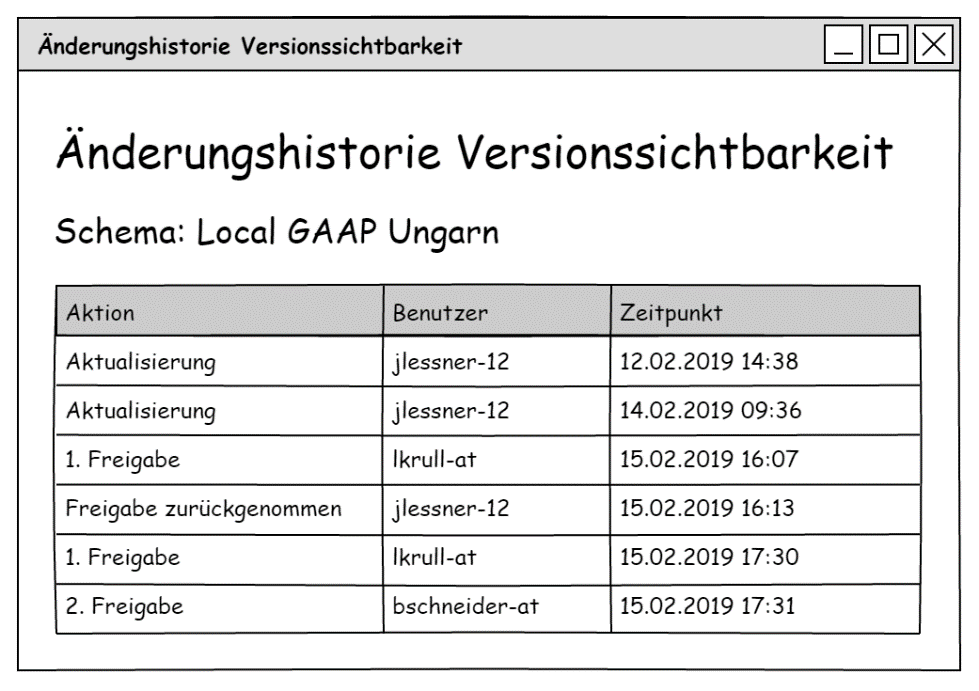 Änderungshistorie Versionssichtbarkeit
Änderungshistorie Versionssichtbarkeit
Schema: Local GAAP Ungarn
Aktion Benutzer Zeitpunkt
Aktualisierung jlessner-12 12.02.2019 14:38
Aktualisierung jlessner-12 14.02.2019 09:36
1. Freigabe lkrull-at 15.02.2019 16:07
Freigabe zurückgenommen jlessner-12 15.02.2019 16:13
1. Freigabe lkrull-at 15.02.2019 17:30
2. Freigabe bschneider-at 15.02.2019 17:31